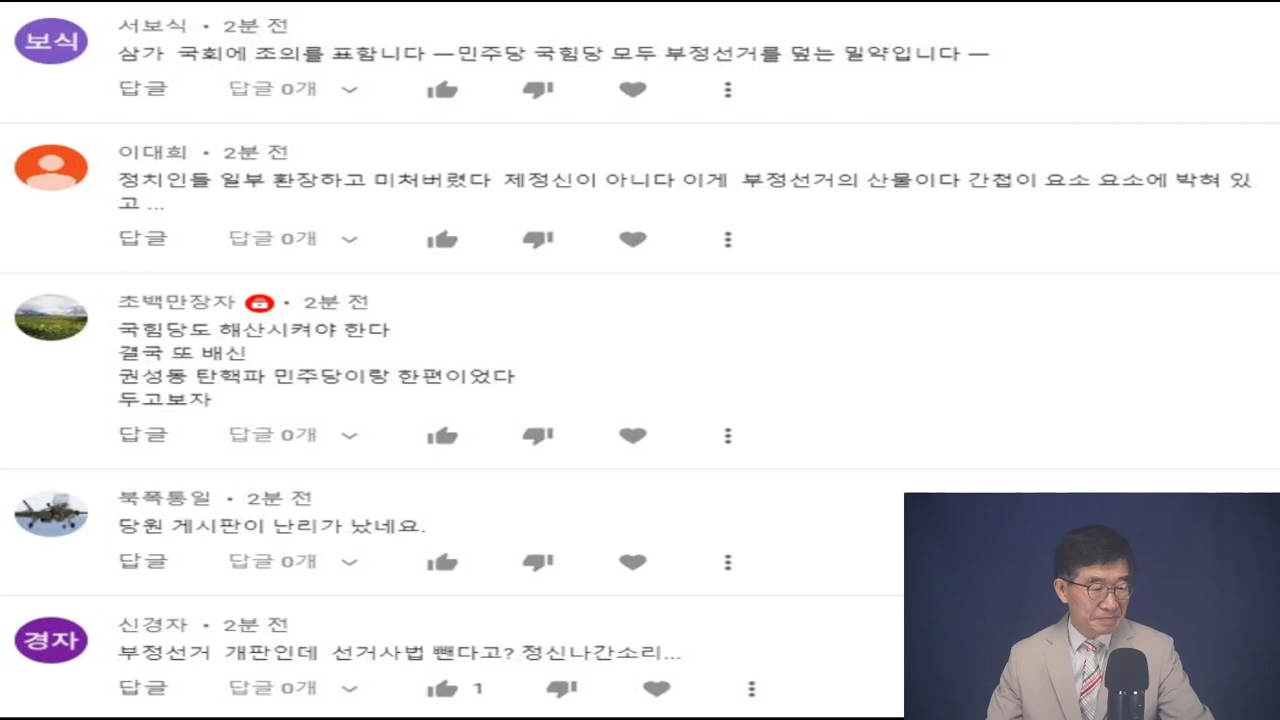 보식
서보식 • 2분 전
삼가 국회에 조의를 표합니다 —민주당 국힘당 모두 부정선거를 덮는 밀약입니다 —
답글 답글 0개
이대희 • 2분 전
정치인들 일부 환장하고 미처버렸다 제정신이 아니다 이게 부정선거의 산물이다 간첩이 요소 요소에 박혀 있
고 ...
답글 답글 0개
초백만장자 • 2분 전
국힘당도 해산시켜야 한다
결국 또 배신
권성동 탄핵파 민주당이랑 한편이었다
두고보자
답글 답글 0개
북폭통일 • 2분 전
당원 게시판이 난리가 났네요.
답글 답글 0개
경자
신경자 • 2분 전
부정선거 개판인데 선거사법 뺀다고? 정신나간소리...
답글 답글 0개 1